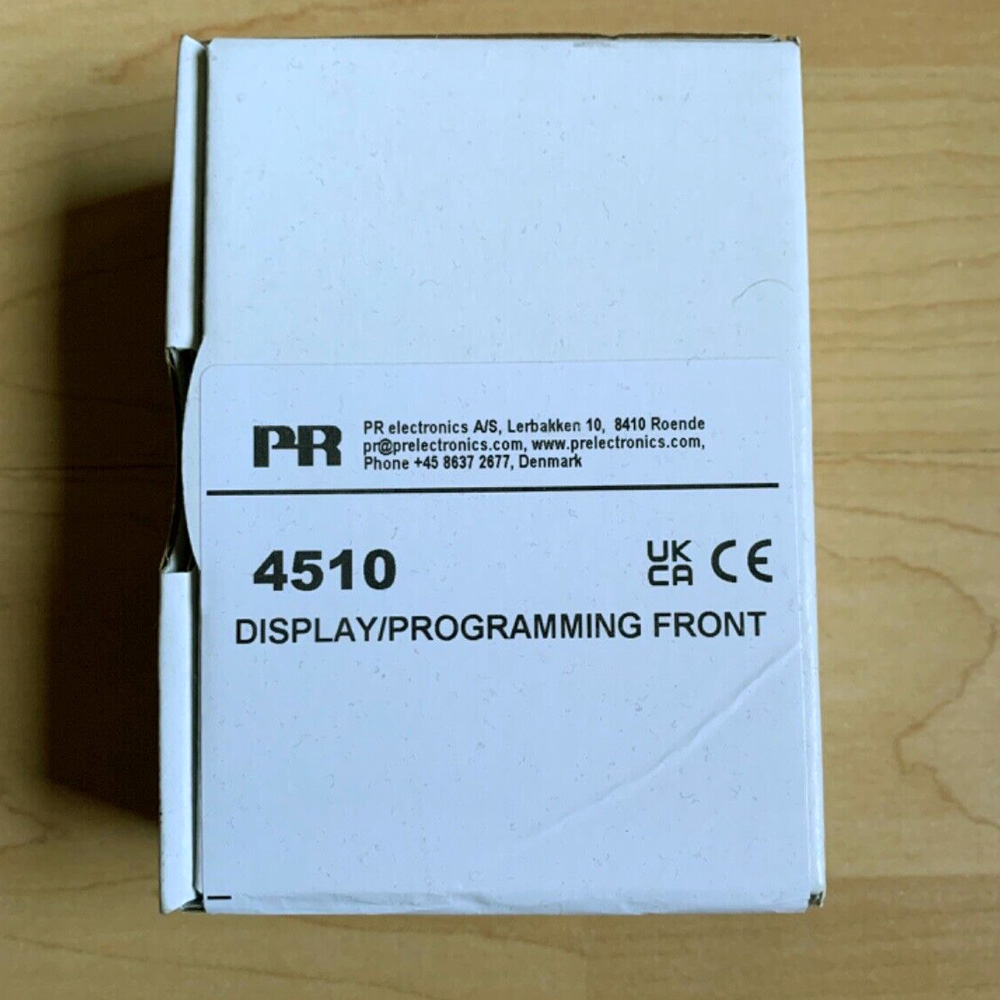 PR
PR electronics A/S, Lerbakken 10, 8410 Roende
pr@prelectronics.com, www.prelectronics.com,
Phone +45 8637 2677, Denmark
4510
UK
CA
CE
DISPLAY/PROGRAMMING FRONT